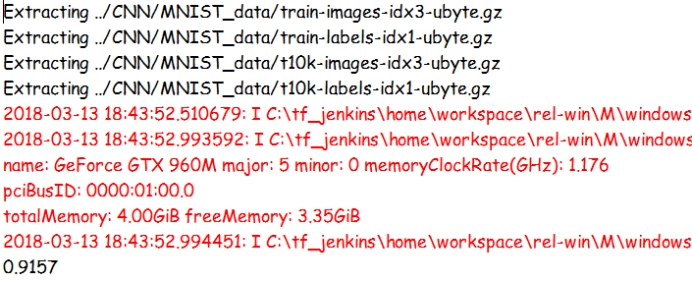 Extracting ../CNN/MNIST_data/train-images-idx3-ubyte.gz
Extracting ../CNN/MNIST_data/train-labels-idx1-ubyte.gz
Extracting ../CNN/MNIST_data/t10k-images-idx3-ubyte.gz
Extracting ../CNN/MNIST_data/t10k-labels-idx1-ubyte.gz
2018-03-13 18:43:52.510679: I C:\tf_jenkins\home\workspace\rel-win\M\windows
2018-03-13 18:43:52.993592: I C:\tf_jenkins\home\workspace\rel-win\M\windows
name: GeForce GTX 960M major: 5 minor: 0 memoryClockRate(GHz): 1.176
pciBusID: 0000:01:00.0
totalMemory: 4.00GiB freeMemory: 3.35GiB
2018-03-13 18:43:52.994451: I C:\tf_jenkins\home\workspace\rel-win\M\windows
0.9157